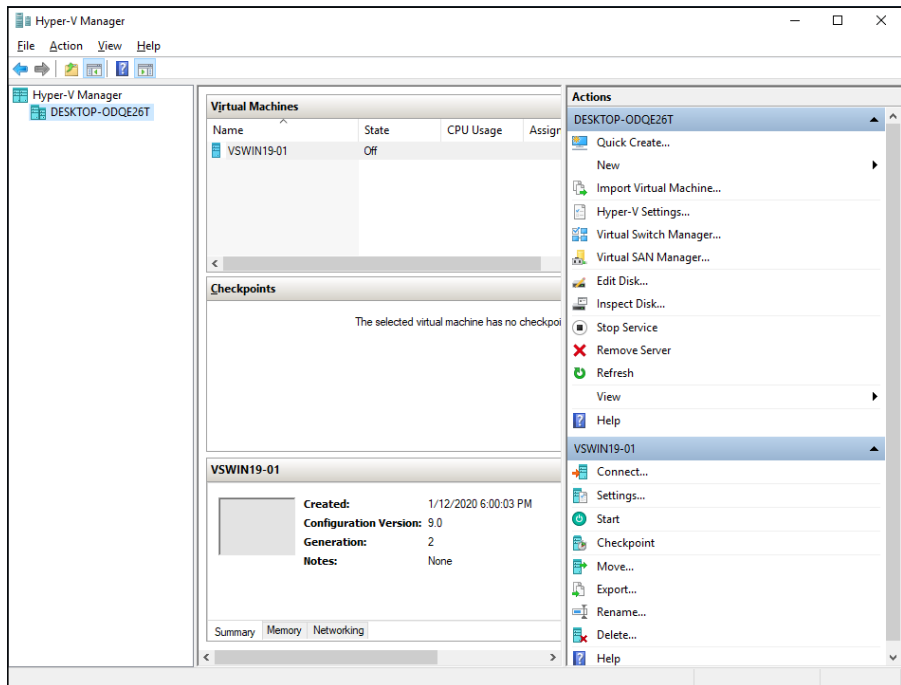 Hyper-V Manager
File Action View Help
Hyper-V Manager
DESKTOP-ODQE26T
Virtual Machines
Name State CPU Usage Assigr
VSWIN19-01 Off
Checkpoints
The selected virtual machine has no checkpoi
VSWIN19-01
Created: 1/12/2020 6:00:03 PM
Configuration Version: 9.0
Generation: 2
Notes: None
Summary Memory Networking
Actions
DESKTOP-ODQE26T
Quick Create...
New
Import Virtual Machine...
Hyper-V Settings...
Virtual Switch Manager...
Virtual SAN Manager...
Edit Disk...
Inspect Disk...
Stop Service
Remove Server
Refresh
View
Help
VSWIN19-01
Connect...
Settings...
Start
Checkpoint
Move...
Export...
Rename...
Delete...
Help